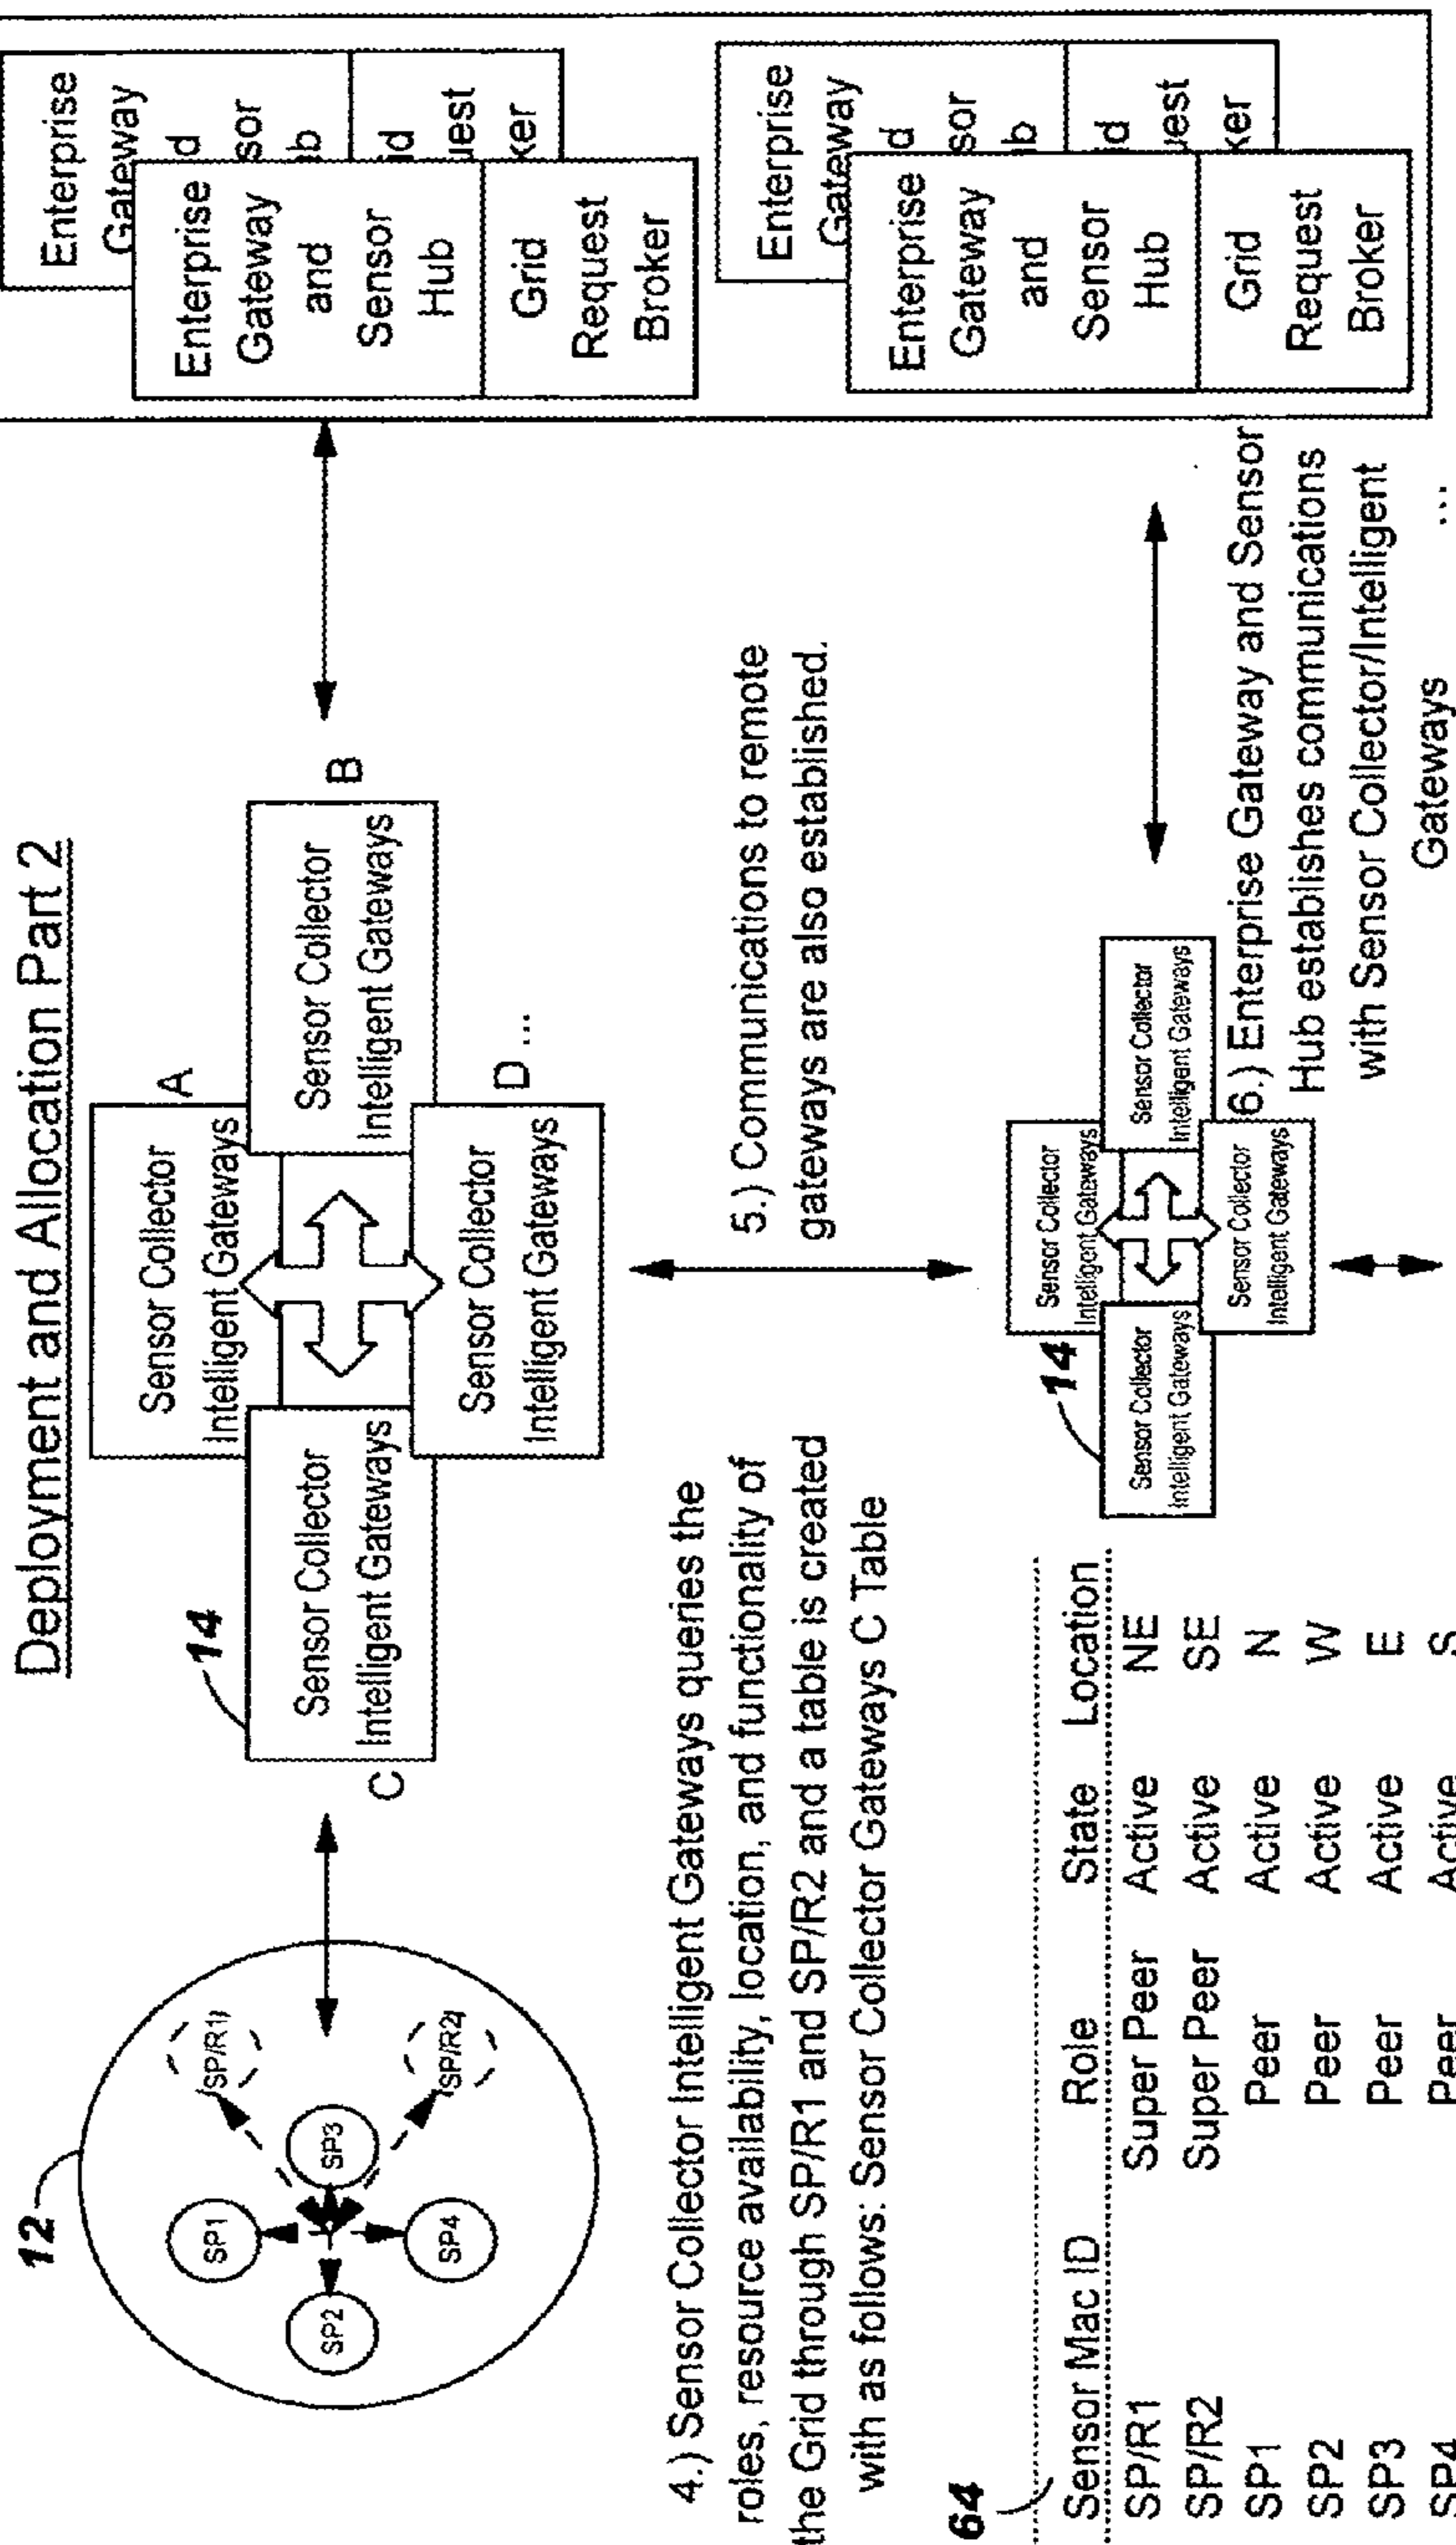 Deployment and Allocation Part 2
12
SP1
SP2
SP3
SP4
(SP/R1)
(SP/R2)
14
C
Sensor Collector
Intelligent Gateways
A
Sensor Collector
Intelligent Gateways
B
Sensor Collector
Intelligent Gateways
D...
Sensor Collector
Intelligent Gateways
Enterprise
Gateway
d
sor
b
id
uest
ker
Enterprise
Gateway
and
Sensor
Hub
Grid
Request
Broker
Enterprise
Gateway
d
sor
b
id
uest
ker
Enterprise
Gateway
and
Sensor
Hub
Grid
Request
Broker
4.) Sensor Collector Intelligent Gateways queries the
roles, resource availability, location, and functionality of
the Grid through SP/R1 and SP/R2 and a table is created
with as follows: Sensor Collector Gateways C Table
5.) Communications to remote
gateways are also established.
64
Sensor Mac ID Role State Location
SP/R1 Super Peer Active NE
SP/R2 Super Peer Active SE
SP1 Peer Active N
SP2 Peer Active W
SP3 Peer Active E
SP4 Peer Active S
14
Sensor Collector
Intelligent Gateways
Sensor Collector
Intelligent Gateways
Sensor Collector
Intelligent Gateways
Sensor Collector
Intelligent Gateways
6.) Enterprise Gateway and Sensor
Hub establishes communications
with Sensor Collector/Intelligent
Gateways ...